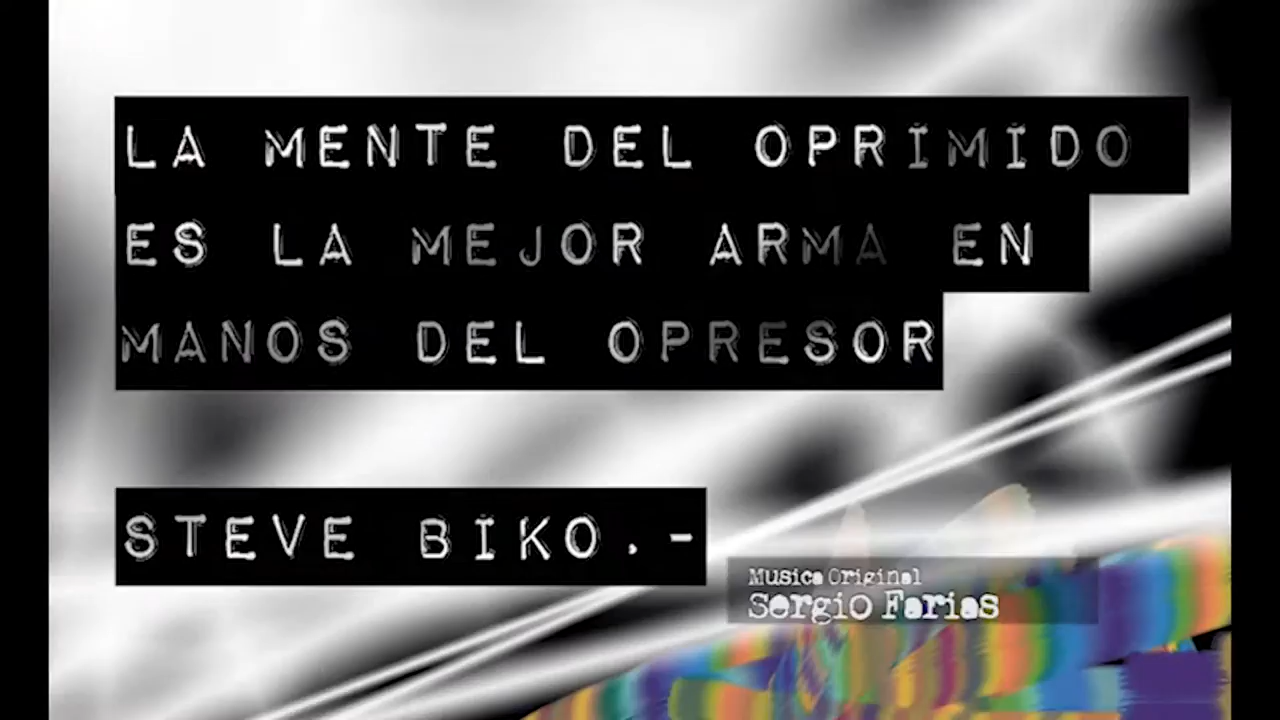 LA MENTE DEL OPRIMIDO
ES LA MEJOR ARMA EN
MANOS DEL OPRESOR
STEVE BIKO.-
Musica Original
Sergio Farias